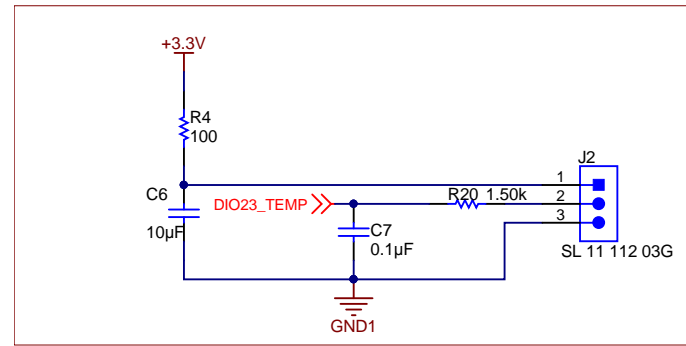 +3.3V
R4
100
J2
1
C6
R20 1.50k
DIO23_TEMP
2
3
C7
10µF
0.1µF
SL 11 112 03G
GND1